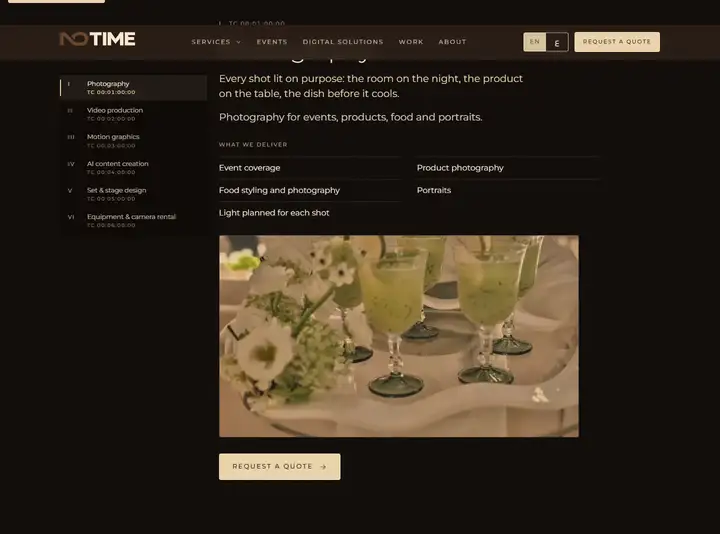 TC 00:01:00:00
NOTIME
SERVICES
EVENTS
DIGITAL SOLUTIONS
WORK
ABOUT
EN
ع
REQUEST A QUOTE
I
Photography
TC 00:01:00:00
II
Video production
TC 00:02:00:00
III
Motion graphics
TC 00:03:00:00
IV
AI content creation
TC 00:04:00:00
V
Set & stage design
TC 00:05:00:00
VI
Equipment & camera rental
TC 00:06:00:00
Every shot lit on purpose: the room on the night, the product
on the table, the dish before it cools.
Photography for events, products, food and portraits.
WHAT WE DELIVER
Event coverage
Product photography
Food styling and photography
Portraits
Light planned for each shot
REQUEST A QUOTE →